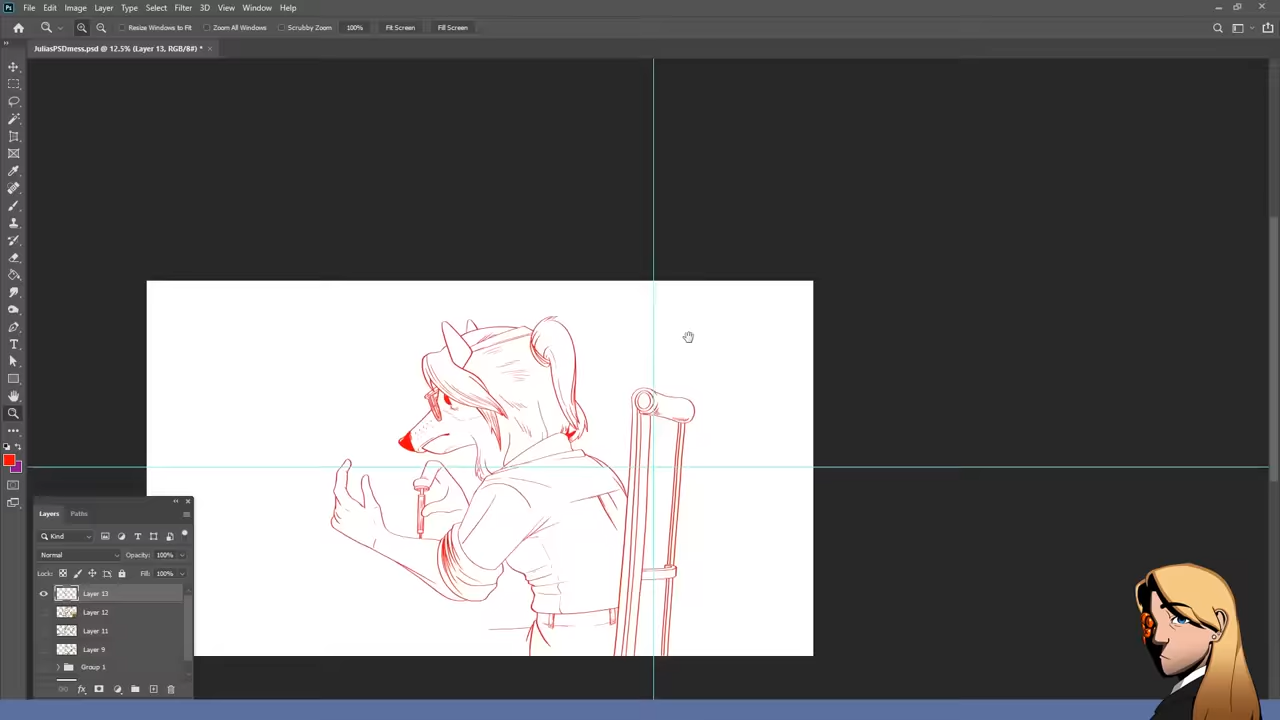 Ps File Edit Image Layer Type Select Filter 3D View Window Help
Resize Windows to Fit Zoom All Windows Scrubby Zoom 100% Fit Screen Fill Screen
JuliasPSDmess.psd @ 12.5% (Layer 13, RGB/8#) *
Layers Paths
Kind
Normal Opacity: 100%
Lock: Fill: 100%
Layer 13
Layer 12
Layer 11
Layer 9
Group 1
fx